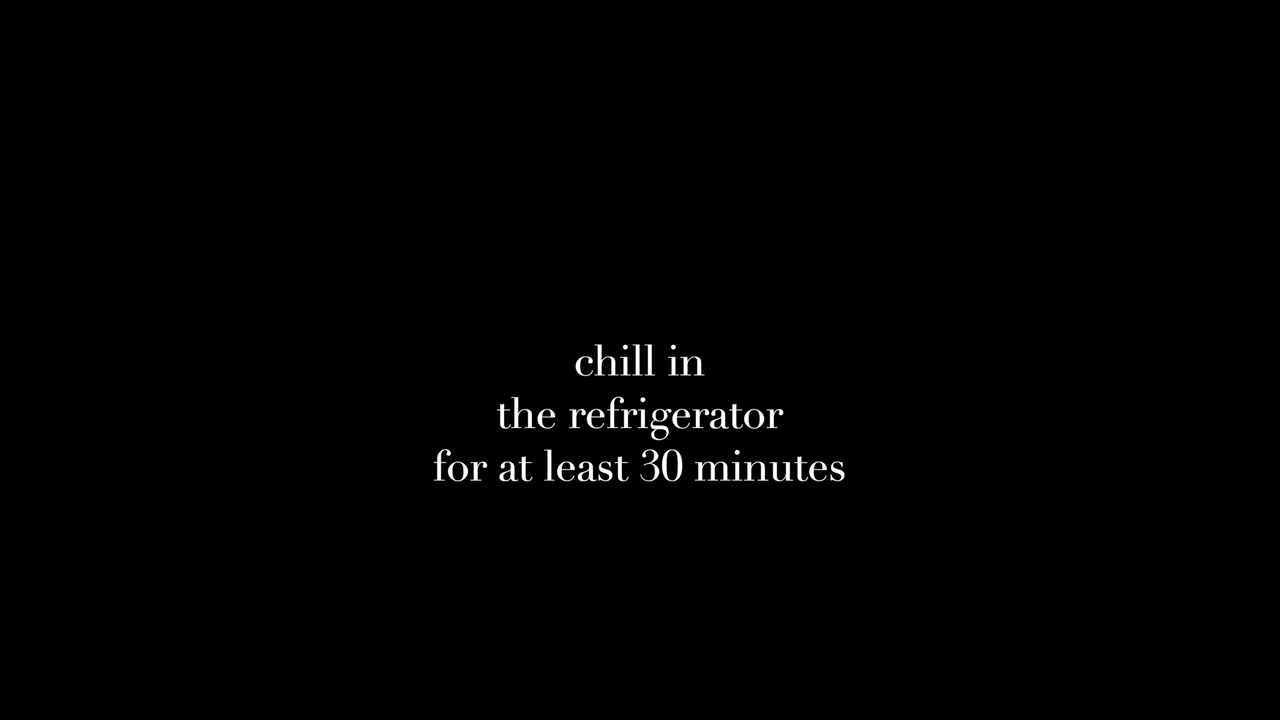 chill in
the refrigerator
for at least 30 minutes